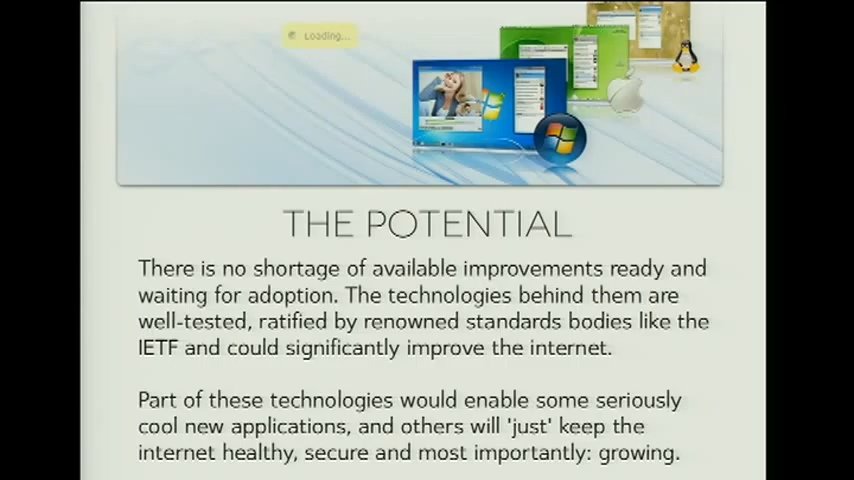 Loading...
THE POTENTIAL
There is no shortage of available improvements ready and
waiting for adoption. The technologies behind them are
well-tested, ratified by renowned standards bodies like the
IETF and could significantly improve the internet.
Part of these technologies would enable some seriously
cool new applications, and others will 'just' keep the
internet healthy, secure and most importantly: growing.